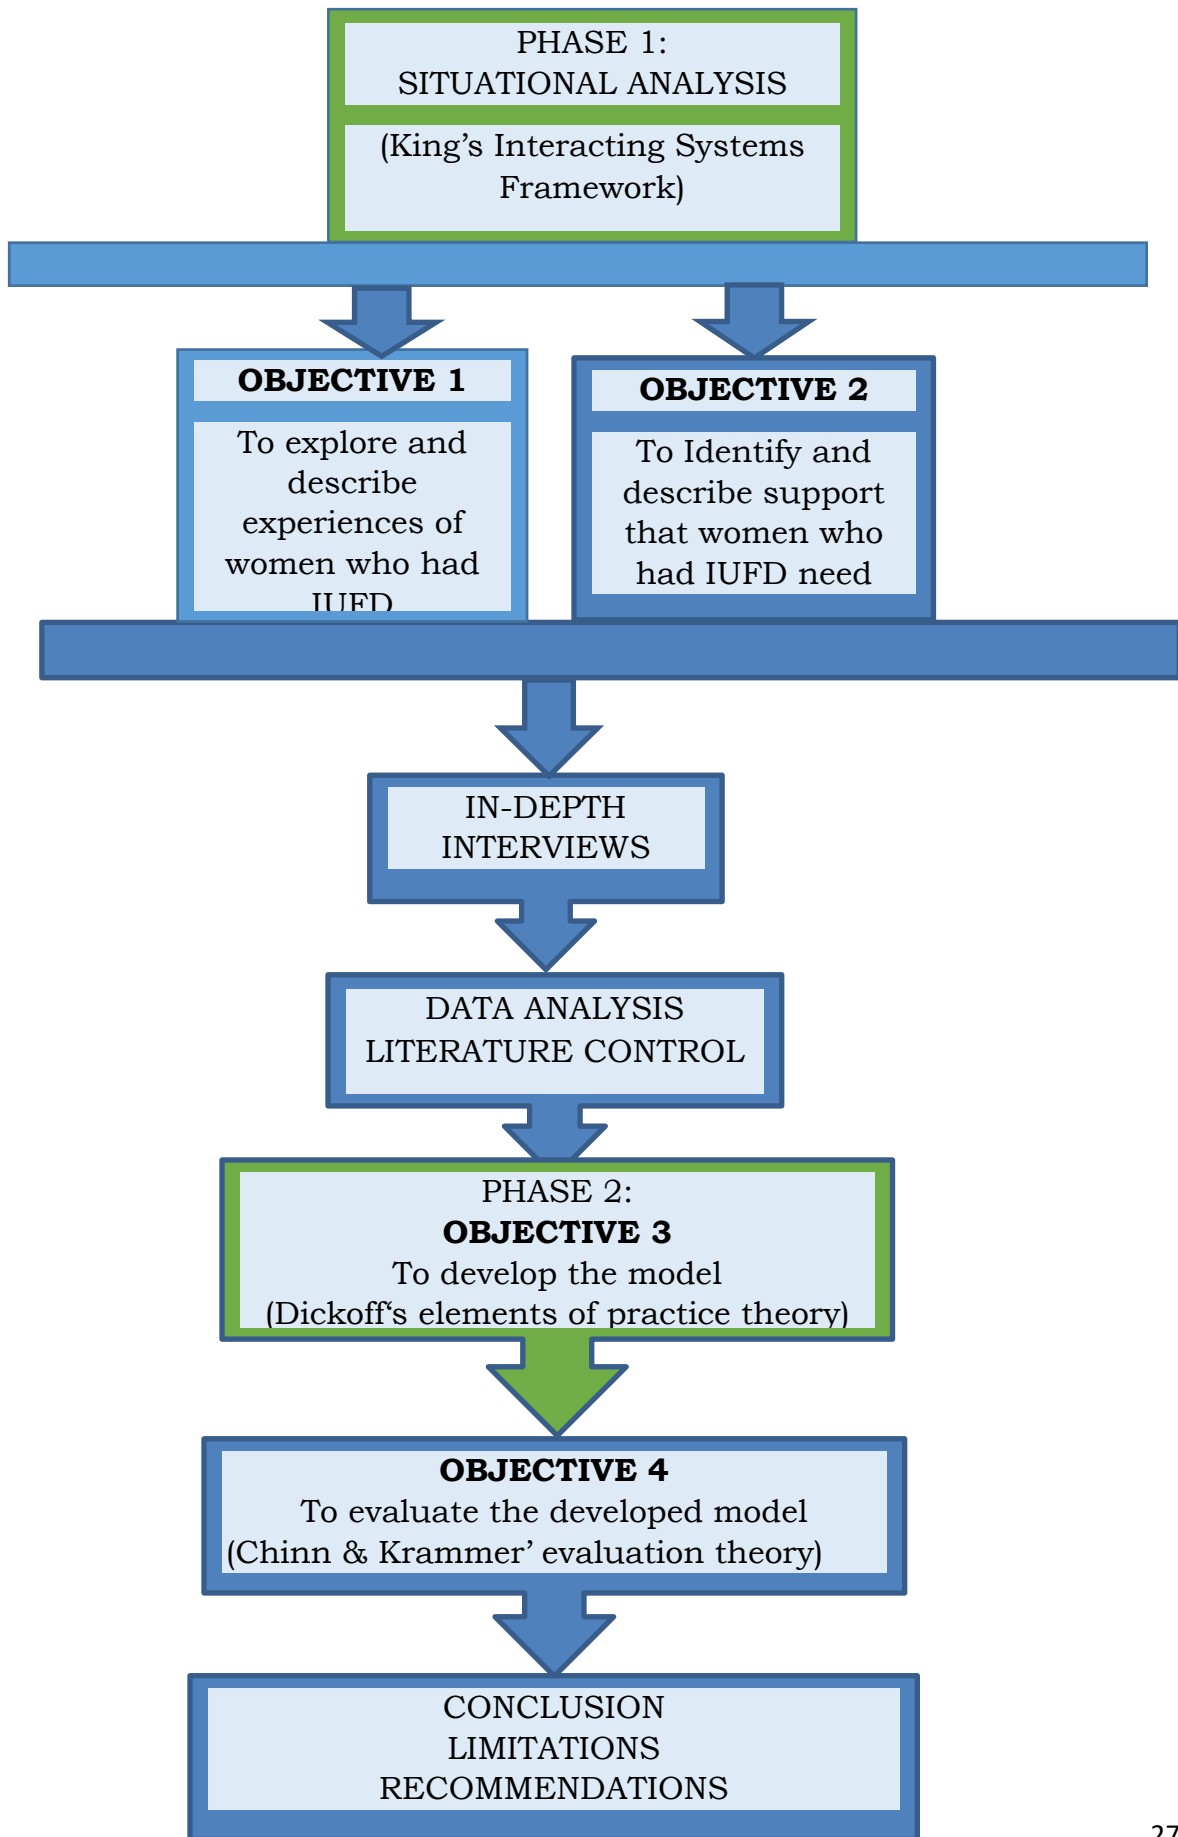 PHASE 1:
SITUATIONAL ANALYSIS
(King’s Interacting Systems
Framework)
OBJECTIVE 1
To explore and
describe
experiences of
women who had
IUFD
OBJECTIVE 2
To Identify and
describe support
that women who
had IUFD need
IN-DEPTH
INTERVIEWS
DATA ANALYSIS
LITERATURE CONTROL
PHASE 2:
OBJECTIVE 3
To develop the model
(Dickoff‘s elements of practice theory)
OBJECTIVE 4
To evaluate the developed model
(Chinn & Krammer’ evaluation theory)
CONCLUSION
LIMITATIONS
RECOMMENDATIONS
27